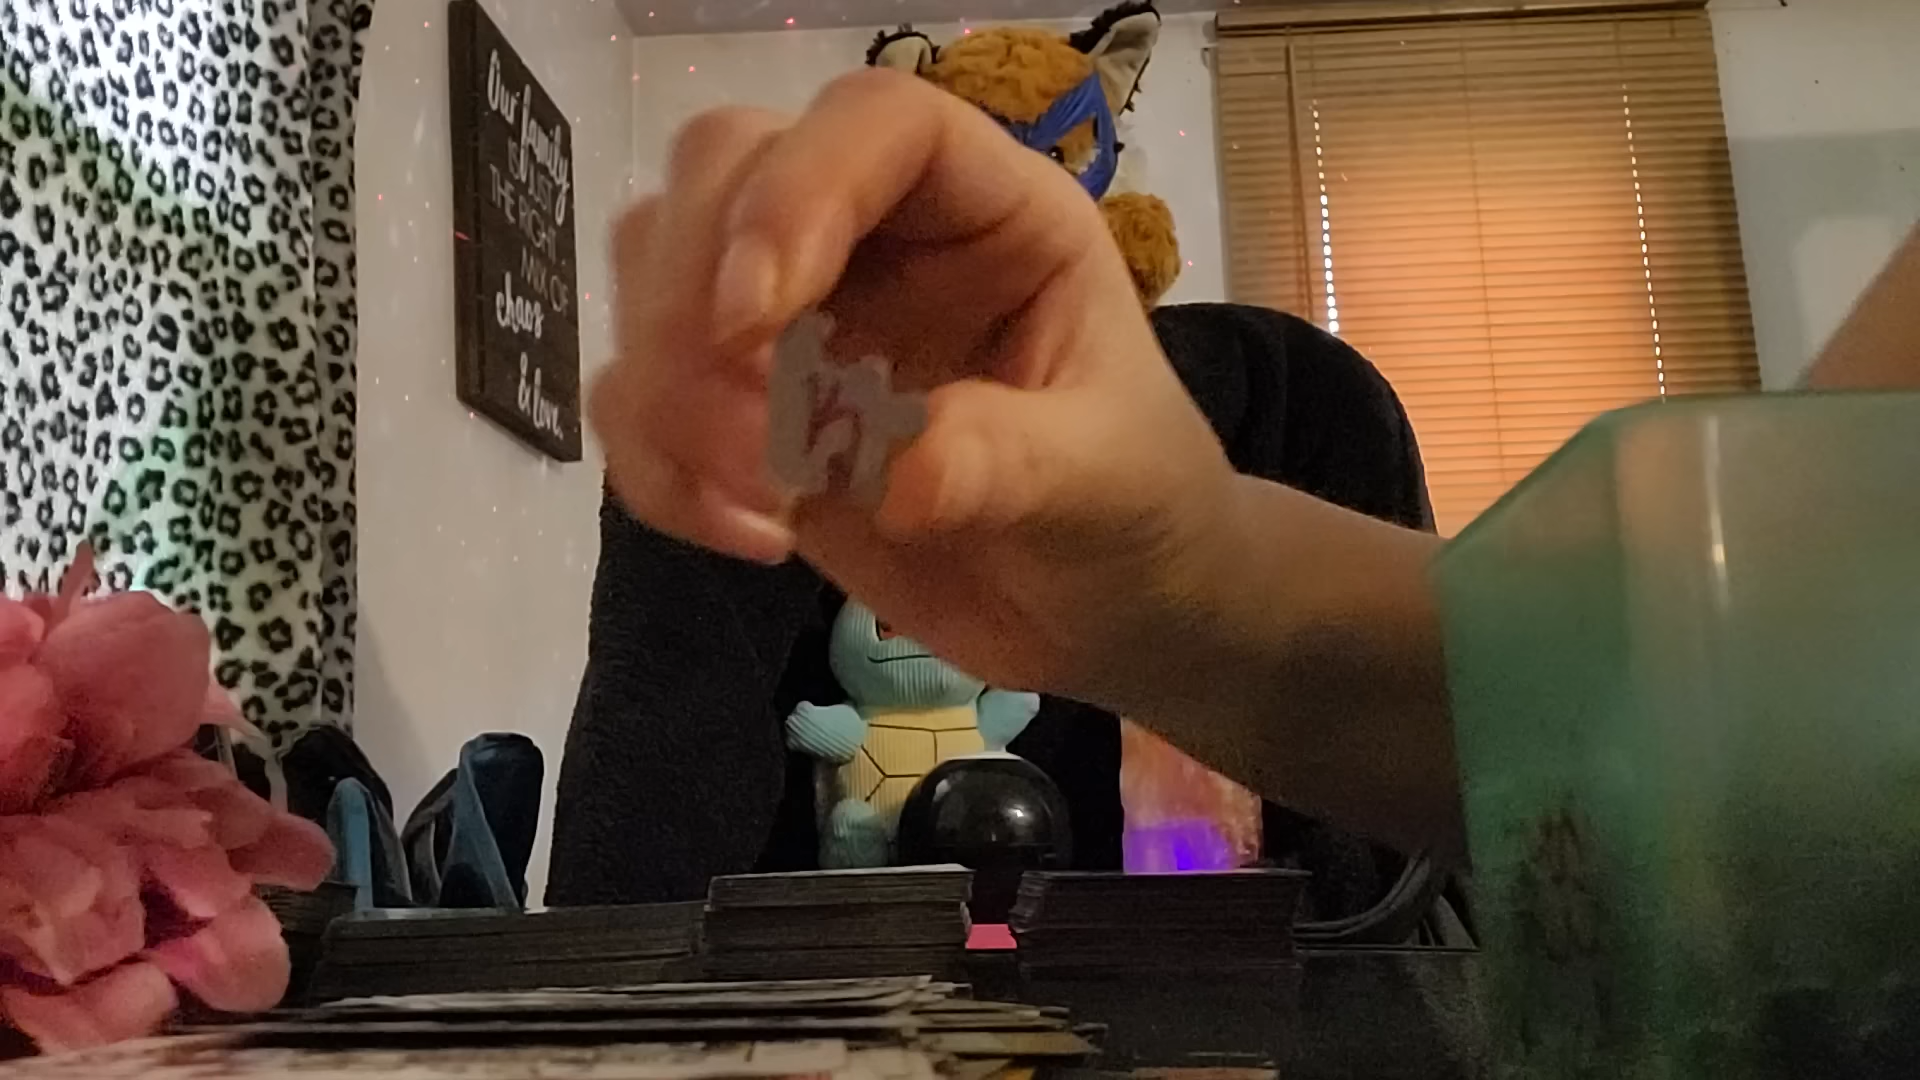 Our family
IS JUST
THE RIGHT
MIX OF
chaos
& love.